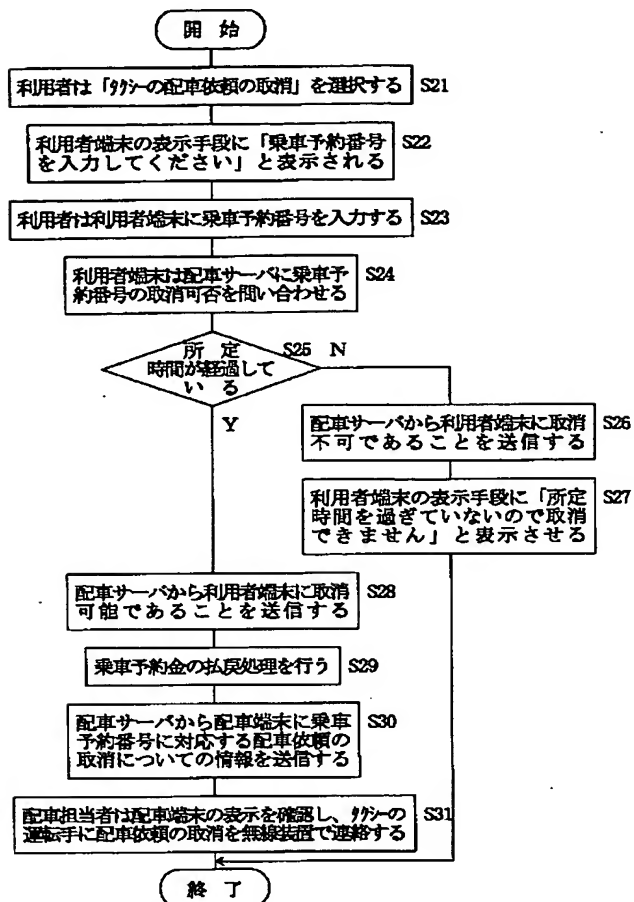 開 始
利用者は「ﾀｸｼｰの配車依頼の取消」を選択する S21
利用者端末の表示手段に「乗車予約番号 S22
を入力してください」と表示される
利用者は利用者端末に乗車予約番号を入力する S23
利用者端末は配車サーバに乗車予 S24
約番号の取消可否を問い合わせる
所 定 S25 N
時間が経過して
い る
Y
配車サーバから利用者端末に取消 S26
不可であることを送信する
利用者端末の表示手段に「所定 S27
時間を過ぎていないので取消
できません」と表示させる
配車サーバから利用者端末に取消 S28
可能であることを送信する
乗車予約金の払戻処理を行う S29
配車サーバから配車端末に乗車 S30
予約番号に対応する配車依頼の
取消についての情報を送信する
配車担当者は配車端末の表示を確認し、ﾀｸｼｰの S31
運転手に配車依頼の取消を無線装置で連絡する
終 了